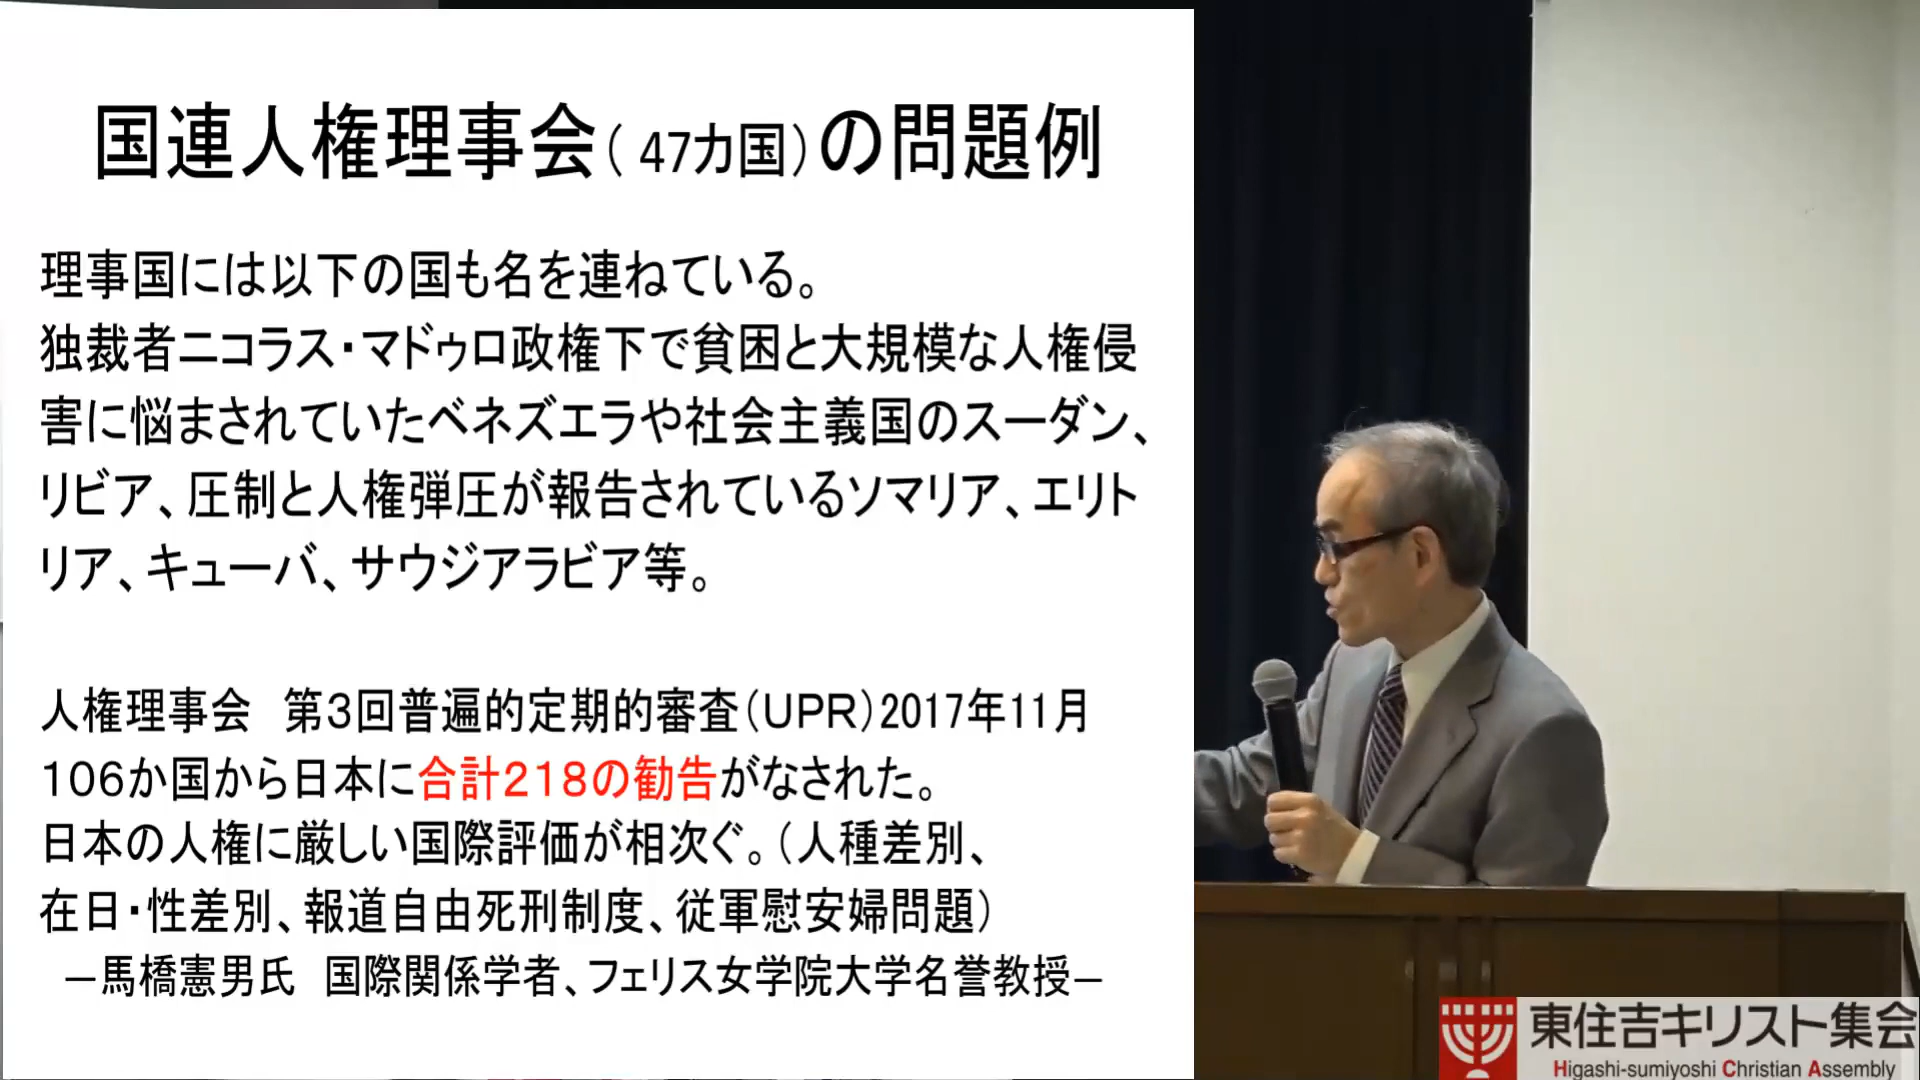 国連人権理事会（47カ国）の問題例
理事国には以下の国も名を連ねている。
独裁者ニコラス・マドゥロ政権下で貧困と大規模な人権侵
害に悩まされていたベネズエラや社会主義国のスーダン、
リビア、圧制と人権弾圧が報告されているソマリア、エリト
リア、キューバ、サウジアラビア等。
人権理事会　第３回普遍的定期的審査（ＵＰＲ）2017年11月
１０６か国から日本に合計２１８の勧告がなされた。
日本の人権に厳しい国際評価が相次ぐ。（人種差別、
在日・性差別、報道自由死刑制度、従軍慰安婦問題）
－馬橋憲男氏　国際関係学者、フェリス女学院大学名誉教授－
東住吉キリスト集会
Higashi-sumiyoshi Christian Assembly